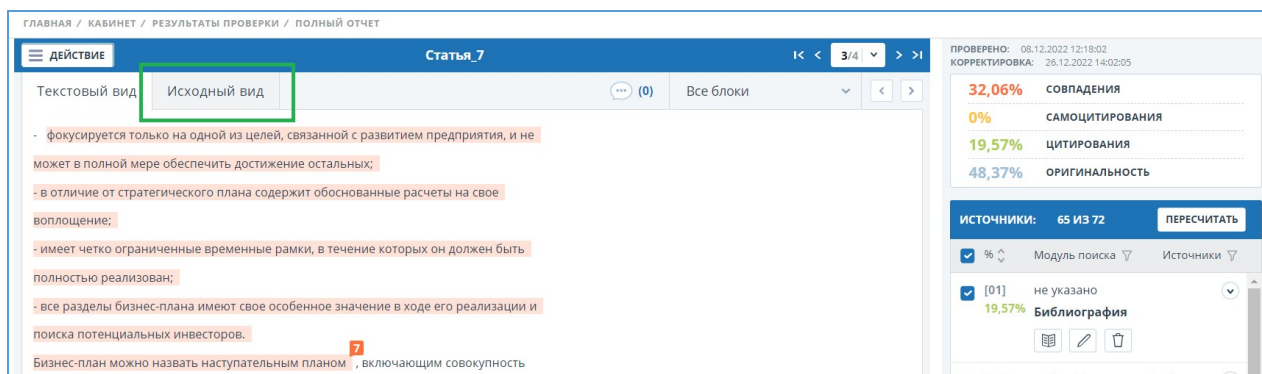 ГЛАВНАЯ / КАБИНЕТ / РЕЗУЛЬТАТЫ ПРОВЕРКИ / ПОЛНЫЙ ОТЧЕТ
ДЕЙСТВИЕ
Статья_7
3/4
Текстовый вид
Исходный вид
(0)
Все блоки
- фокусируется только на одной из целей, связанной с развитием предприятия, и не
может в полной мере обеспечить достижение остальных;
- в отличие от стратегического плана содержит обоснованные расчеты на свое
воплощение;
- имеет четко ограниченные временные рамки, в течение которых он должен быть
полностью реализован;
- все разделы бизнес-плана имеют свое особенное значение в ходе его реализации и
поиска потенциальных инвесторов.
7
Бизнес-план можно назвать наступательным планом , включающим совокупность
ПРОВЕРЕНО: 08.12.2022 12:18:02
КОРРЕКТИРОВКА: 26.12.2022 14:02:05
32,06% СОВПАДЕНИЯ
0% САМОЦИТИРОВАНИЯ
19,57% ЦИТИРОВАНИЯ
48,37% ОРИГИНАЛЬНОСТЬ
ИСТОЧНИКИ: 65 ИЗ 72 ПЕРЕСЧИТАТЬ
% Модуль поиска Источники
[01] не указано
19,57% Библиография